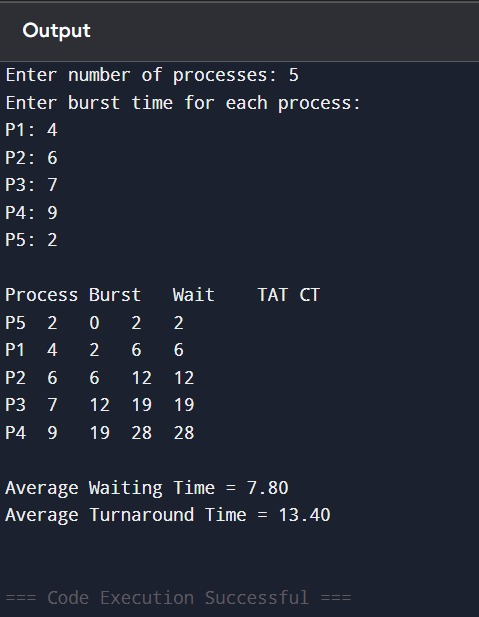 Output
Enter number of processes: 5
Enter burst time for each process:
P1: 4
P2: 6
P3: 7
P4: 9
P5: 2
Process Burst   Wait    TAT CT
P5  2   0   2   2
P1  4   2   6   6
P2  6   6   12  12
P3  7   12  19  19
P4  9   19  28  28
Average Waiting Time = 7.80
Average Turnaround Time = 13.40
=== Code Execution Successful ===